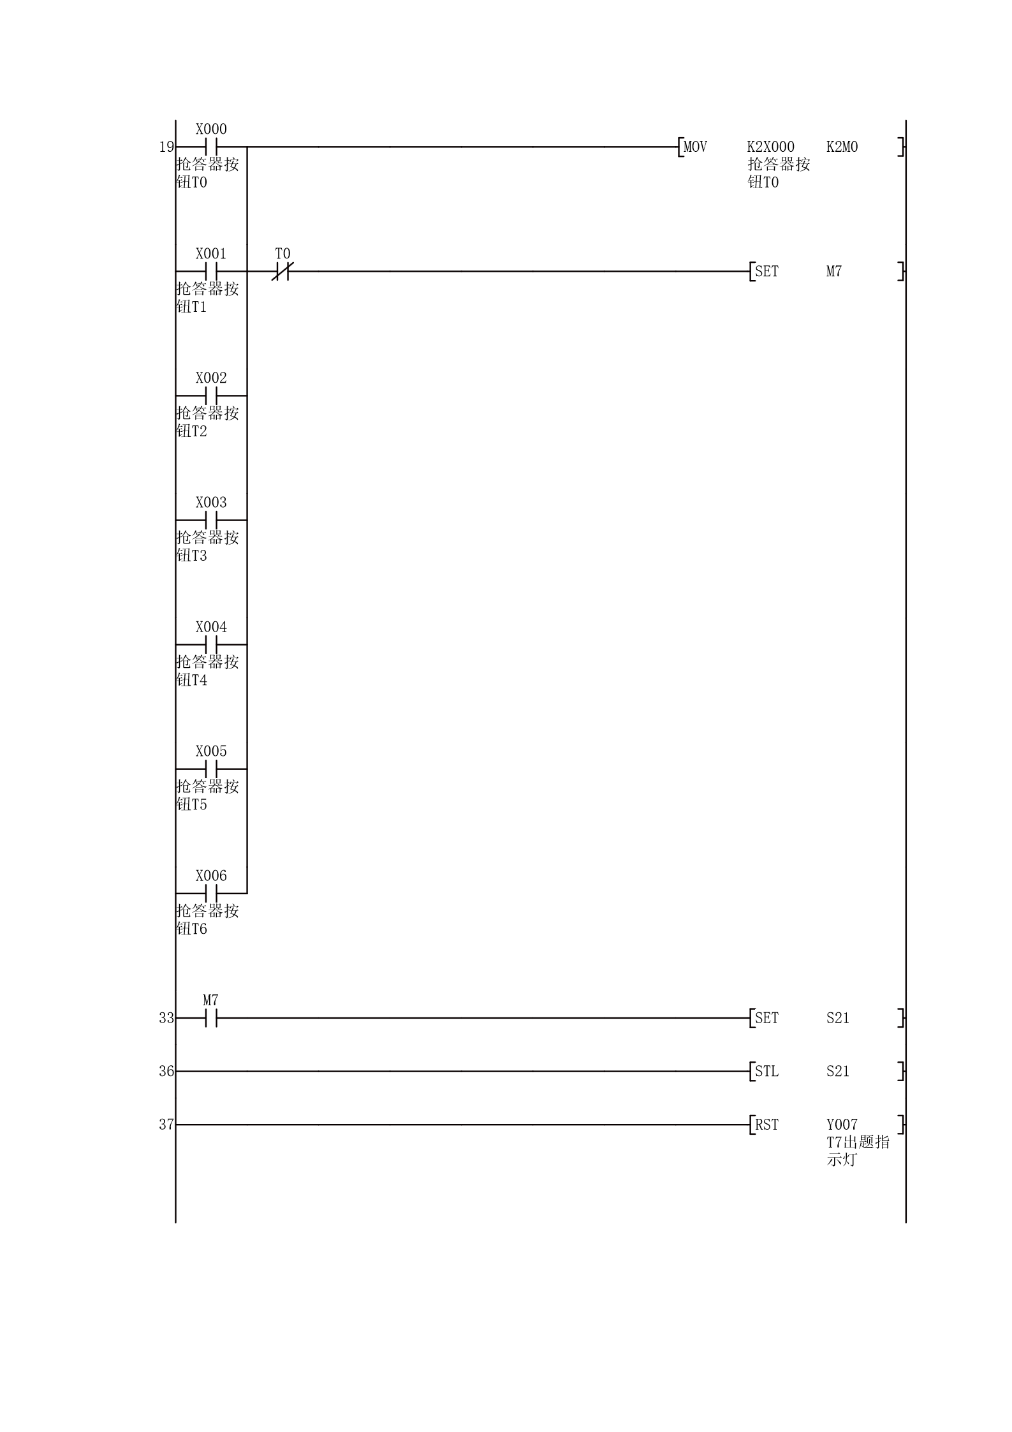 X000
19 MOV K2X000 K2M0
抢答器按 抢答器按
钮T0 钮T0
X001 T0
SET M7
抢答器按
钮T1
X002
抢答器按
钮T2
X003
抢答器按
钮T3
X004
抢答器按
钮T4
X005
抢答器按
钮T5
X006
抢答器按
钮T6
M7
33 SET S21
36 STL S21
37 RST Y007
T7出题指
示灯